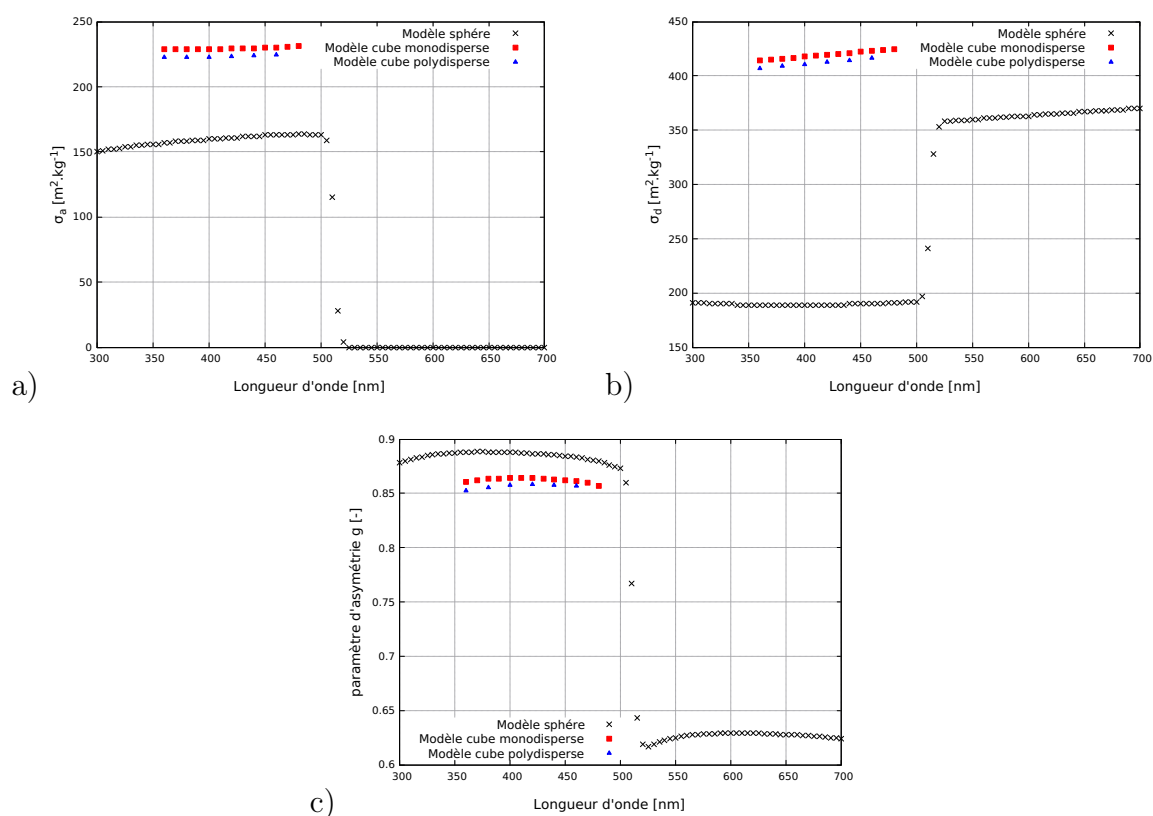 250
200
150
100
50
0
σa [m².kg⁻¹]
Modèle sphére
Modèle cube monodisperse
Modèle cube polydisperse
300 350 400 450 500 550 600 650 700
Longueur d'onde [nm]
a)
450
400
350
300
250
200
150
σd [m².kg⁻¹]
Modèle sphére
Modèle cube monodisperse
Modèle cube polydisperse
300 350 400 450 500 550 600 650 700
Longueur d'onde [nm]
b)
0.9
0.85
0.8
0.75
0.7
0.65
0.6
paramètre d'asymétrie g [-]
Modèle sphére
Modèle cube monodisperse
Modèle cube polydisperse
300 350 400 450 500 550 600 650 700
Longueur d'onde [nm]
c)